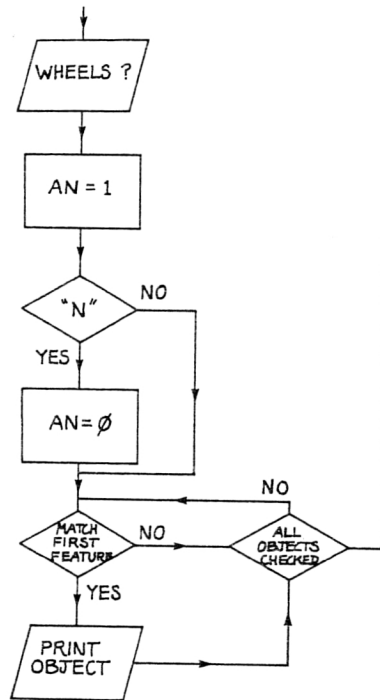 WHEELS ?
AN = 1
"N"
NO
YES
AN=Ø
NO
MATCH
FIRST
FEATURE
NO
ALL
OBJECTS
CHECKED
YES
PRINT
OBJECT